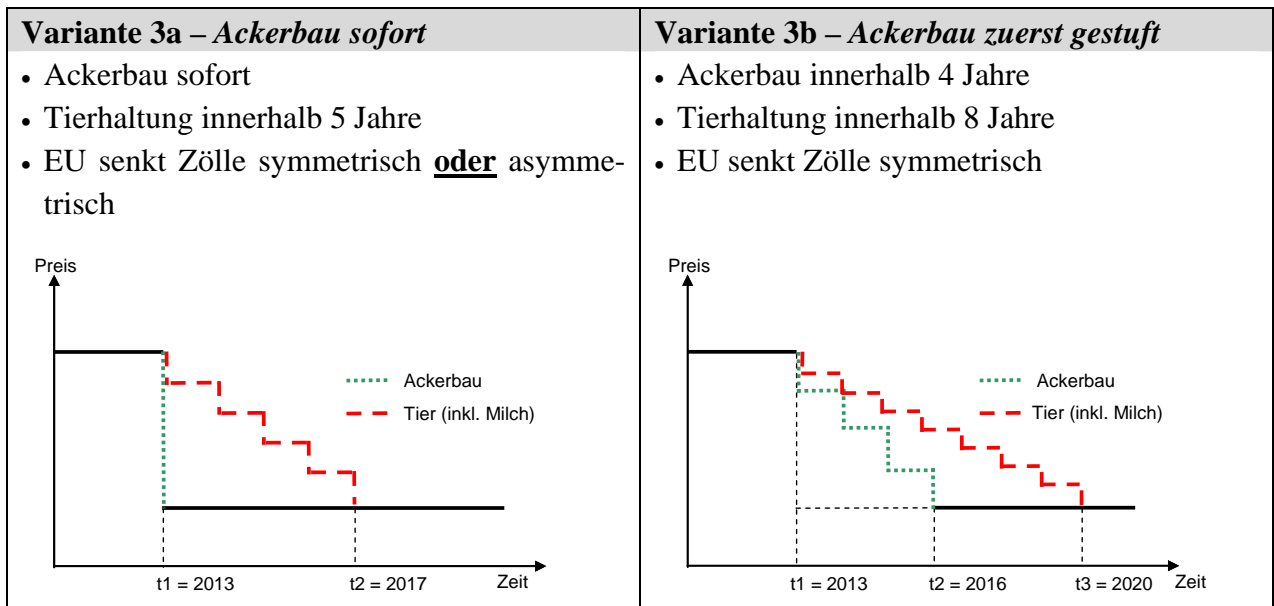 Variante 3a – Ackerbau sofort
• Ackerbau sofort
• Tierhaltung innerhalb 5 Jahre
• EU senkt Zölle symmetrisch oder asymme-
trisch
Preis
Ackerbau
Tier (inkl. Milch)
t1 = 2013
t2 = 2017
Zeit
Variante 3b – Ackerbau zuerst gestuft
• Ackerbau innerhalb 4 Jahre
• Tierhaltung innerhalb 8 Jahre
• EU senkt Zölle symmetrisch
Preis
Ackerbau
Tier (inkl. Milch)
t1 = 2013
t2 = 2016
t3 = 2020
Zeit